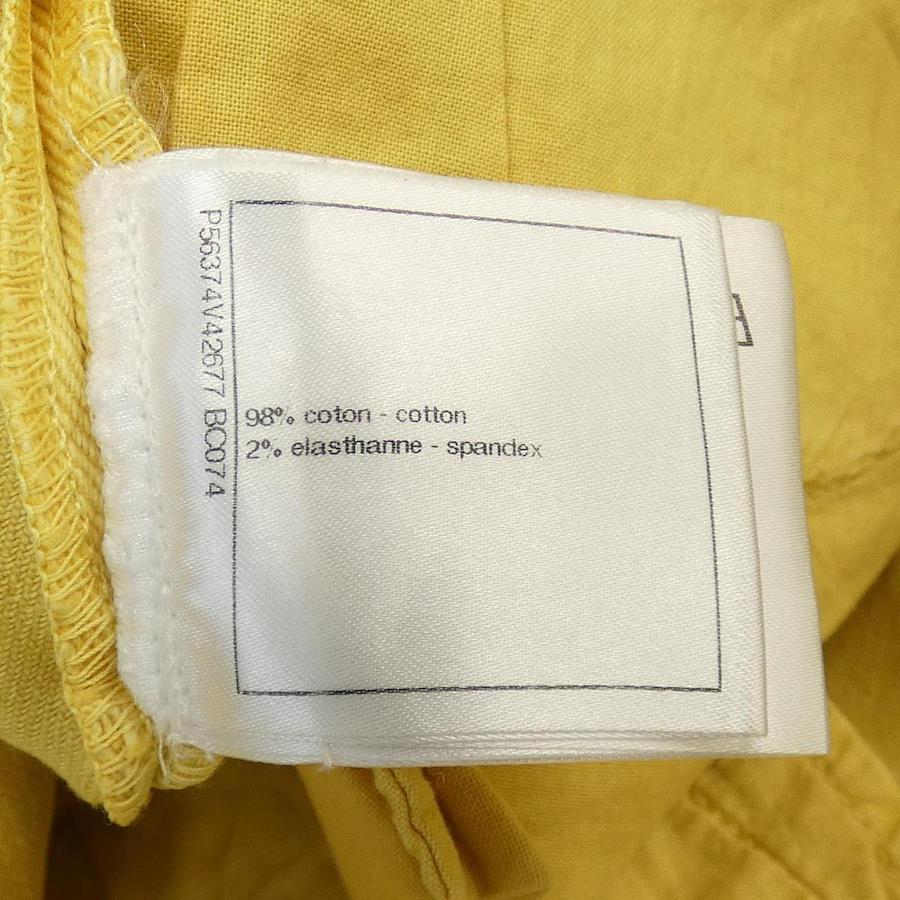 P56374V42677 BC074
98% coton - cotton
2% elasthanne - spandex